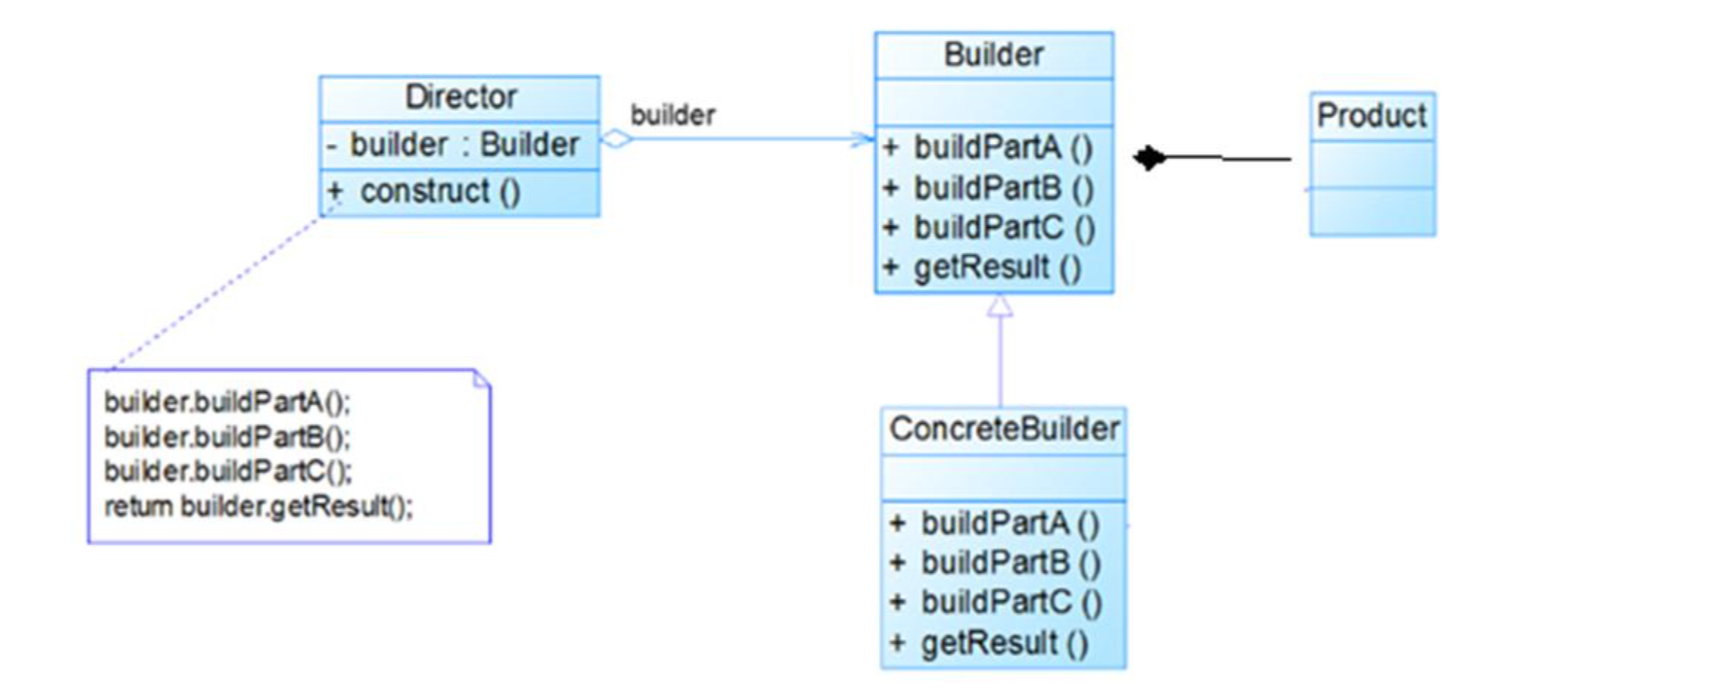 Director
- builder : Builder
+ construct ()
builder
Builder
+ buildPartA ()
+ buildPartB ()
+ buildPartC ()
+ getResult ()
Product
builder.buildPartA();
builder.buildPartB();
builder.buildPartC();
return builder.getResult();
ConcreteBuilder
+ buildPartA ()
+ buildPartB ()
+ buildPartC ()
+ getResult ()